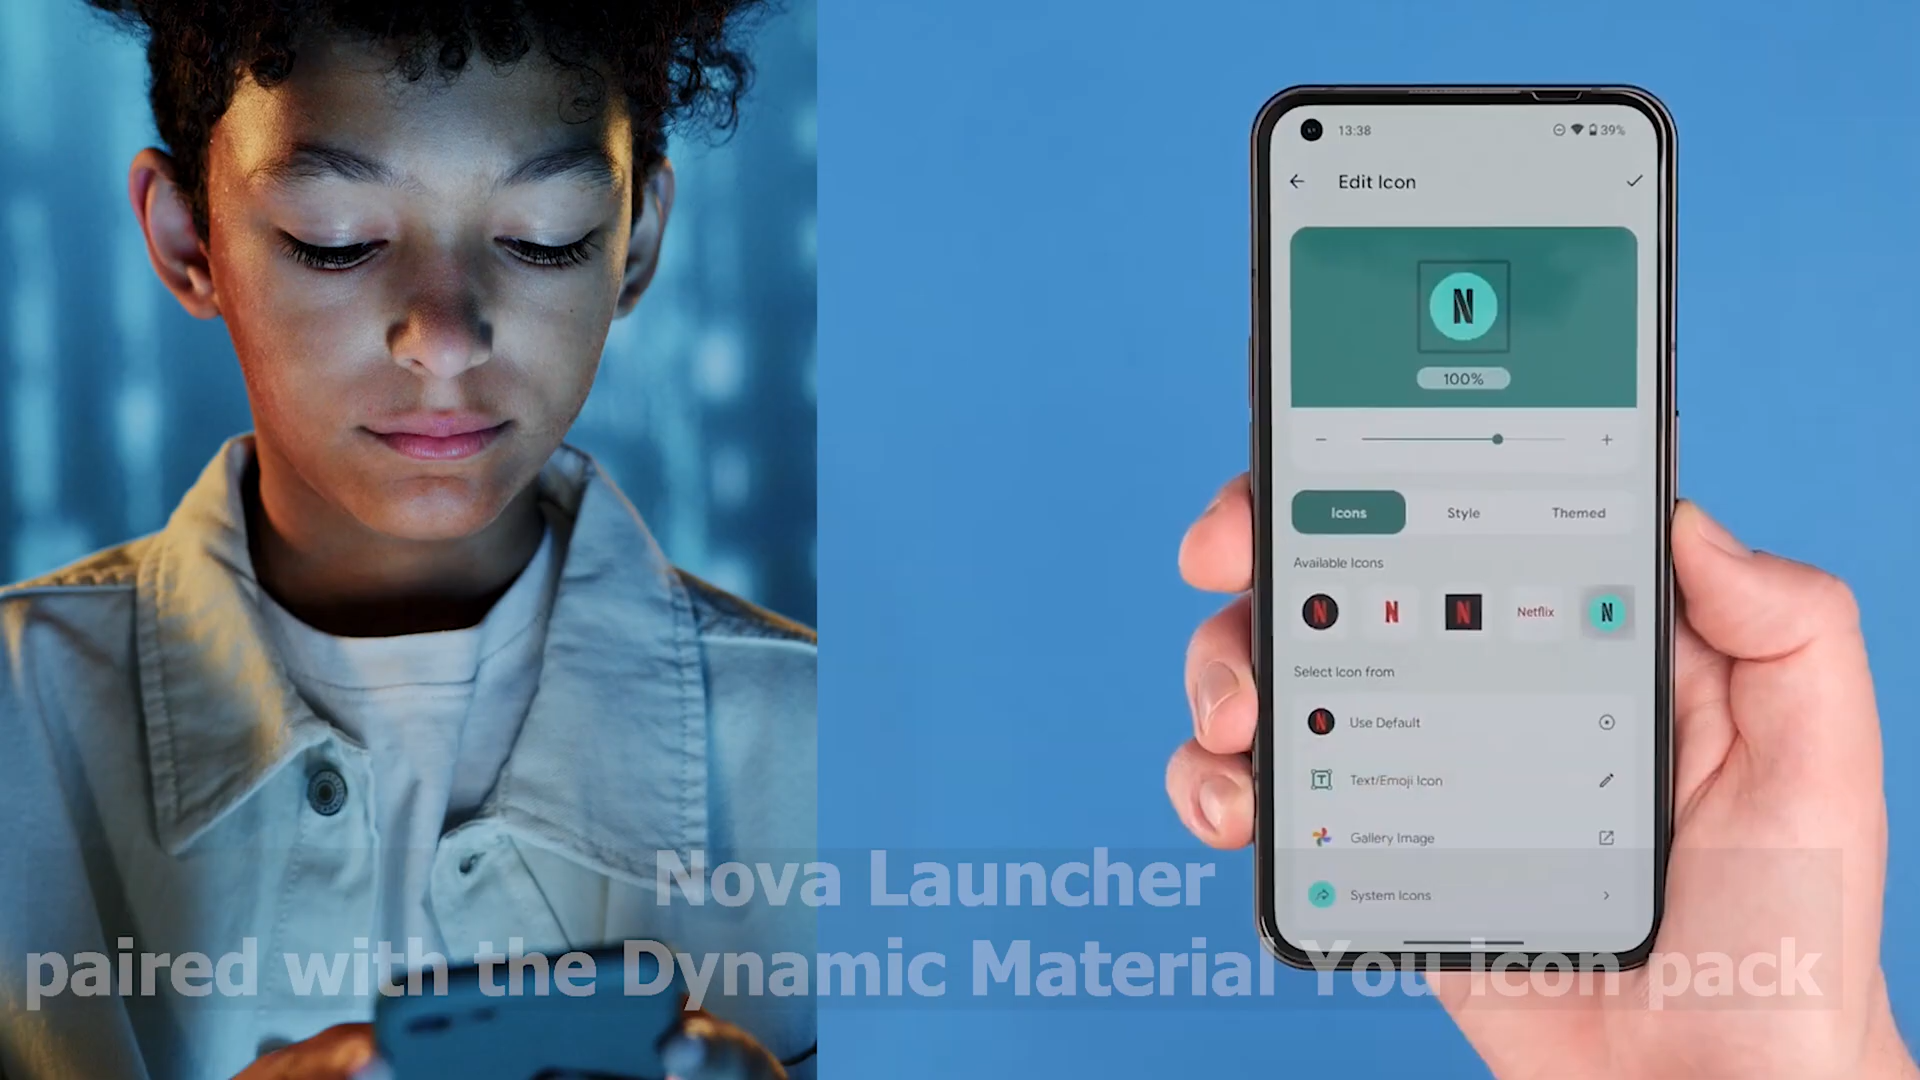 13:38
39%
Edit Icon
N
100%
Icons
Style
Themed
Available Icons
N
N
N
Netflix
N
Select Icon from
N
Use Default
T
Text/Emoji Icon
Gallery Image
System Icons
Nova Launcher
paired with the Dynamic Material You icon pack